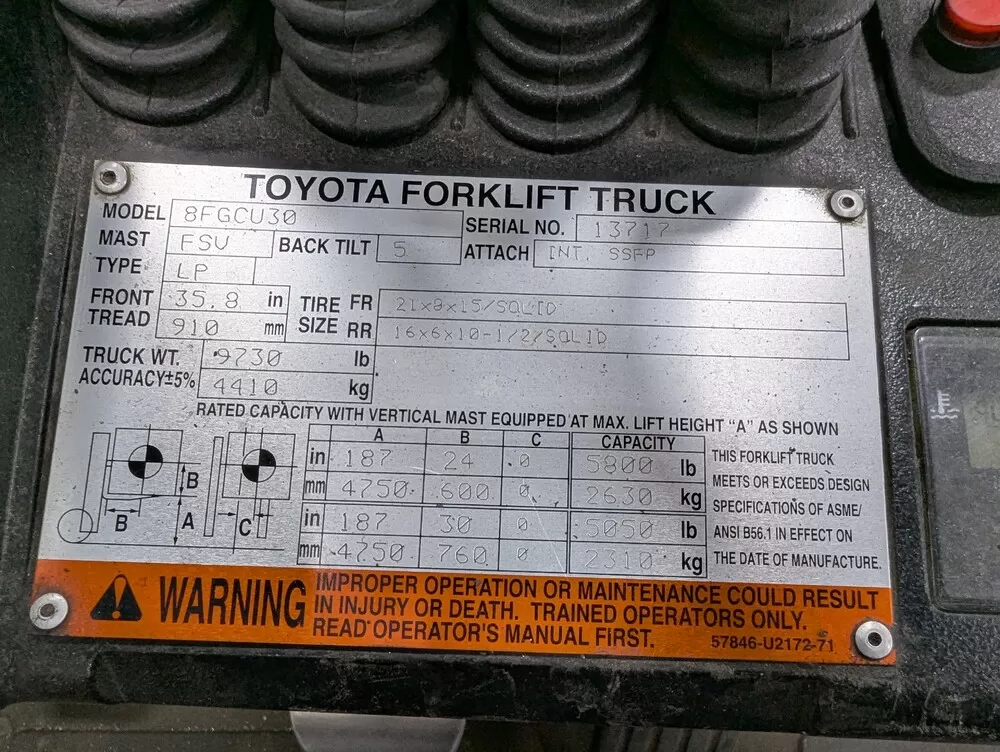 TOYOTA FORKLIFT TRUCK
MODEL 8FGCU30 SERIAL NO. 13717
MAST FSV BACK TILT 5 ATTACH INT. SSFP
TYPE LP
FRONT TREAD 35.8 in 910 mm
TIRE SIZE FR 21x8x15/SOLID
RR 16x6x10-1/2/SOLID
TRUCK WT. 9730 lb
ACCURACY±5% 4410 kg
RATED CAPACITY WITH VERTICAL MAST EQUIPPED AT MAX. LIFT HEIGHT "A" AS SHOWN
A B C CAPACITY
in 187 24 0 5800 lb
mm 4750 600 0 2630 kg
in 187 30 0 5050 lb
mm 4750 760 0 2310 kg
B
B A C
THIS FORKLIFT TRUCK
MEETS OR EXCEEDS DESIGN
SPECIFICATIONS OF ASME/
ANSI B56.1 IN EFFECT ON
THE DATE OF MANUFACTURE.
WARNING
IMPROPER OPERATION OR MAINTENANCE COULD RESULT
IN INJURY OR DEATH. TRAINED OPERATORS ONLY.
READ OPERATOR'S MANUAL FIRST.
57846-U2172-71